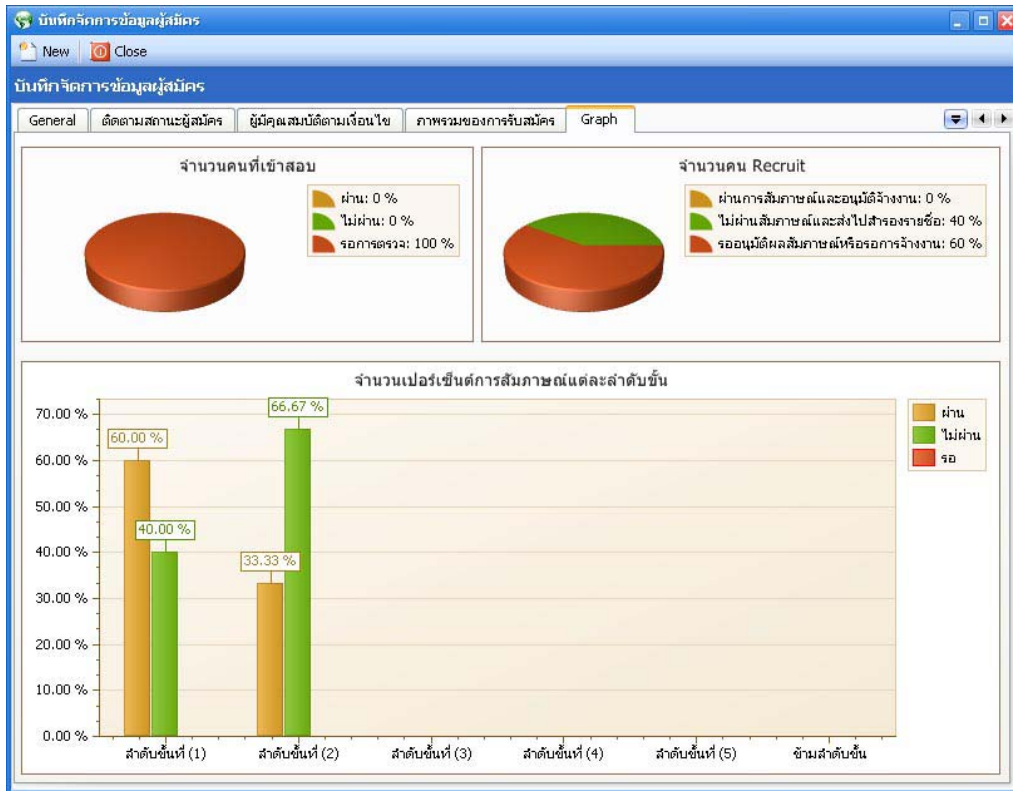 บันทึกจัดการข้อมูลผู้สมัคร
New Close
บันทึกจัดการข้อมูลผู้สมัคร
General ติดตามสถานะผู้สมัคร ผู้มีคุณสมบัติตามเงื่อนไข ภาพรวมของการรับสมัคร Graph
จำนวนคนที่เข้าสอบ
ผ่าน: 0 %
ไม่ผ่าน: 0 %
รอการตรวจ: 100 %
จำนวนคน Recruit
ผ่านการสัมภาษณ์และอนุมัติจ้างงาน: 0 %
ไม่ผ่านสัมภาษณ์และส่งไปสำรองรายชื่อ: 40 %
รออนุมัติผลสัมภาษณ์หรือรอการจ้างงาน: 60 %
จำนวนเปอร์เซ็นต์การสัมภาษณ์แต่ละลำดับขั้น
70.00 %
60.00 %
50.00 %
40.00 %
30.00 %
20.00 %
10.00 %
0.00 %
60.00 %
40.00 %
33.33 %
66.67 %
ลำดับขั้นที่ (1) ลำดับขั้นที่ (2) ลำดับขั้นที่ (3) ลำดับขั้นที่ (4) ลำดับขั้นที่ (5) ข้ามลำดับขั้น
ผ่าน
ไม่ผ่าน
รอ